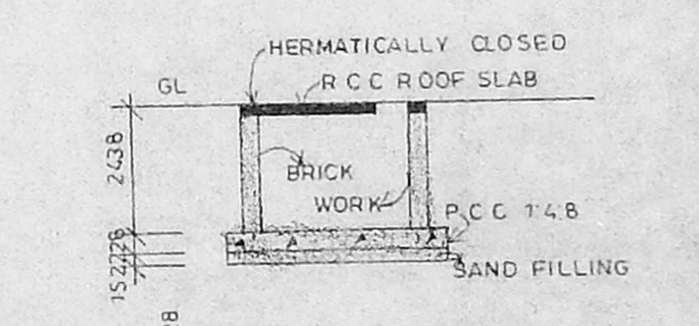 HERMATICALLY CLOSED
GL
R C C ROOF SLAB
2438
BRICK
WORK
P C C 1:4:8
SAND FILLING